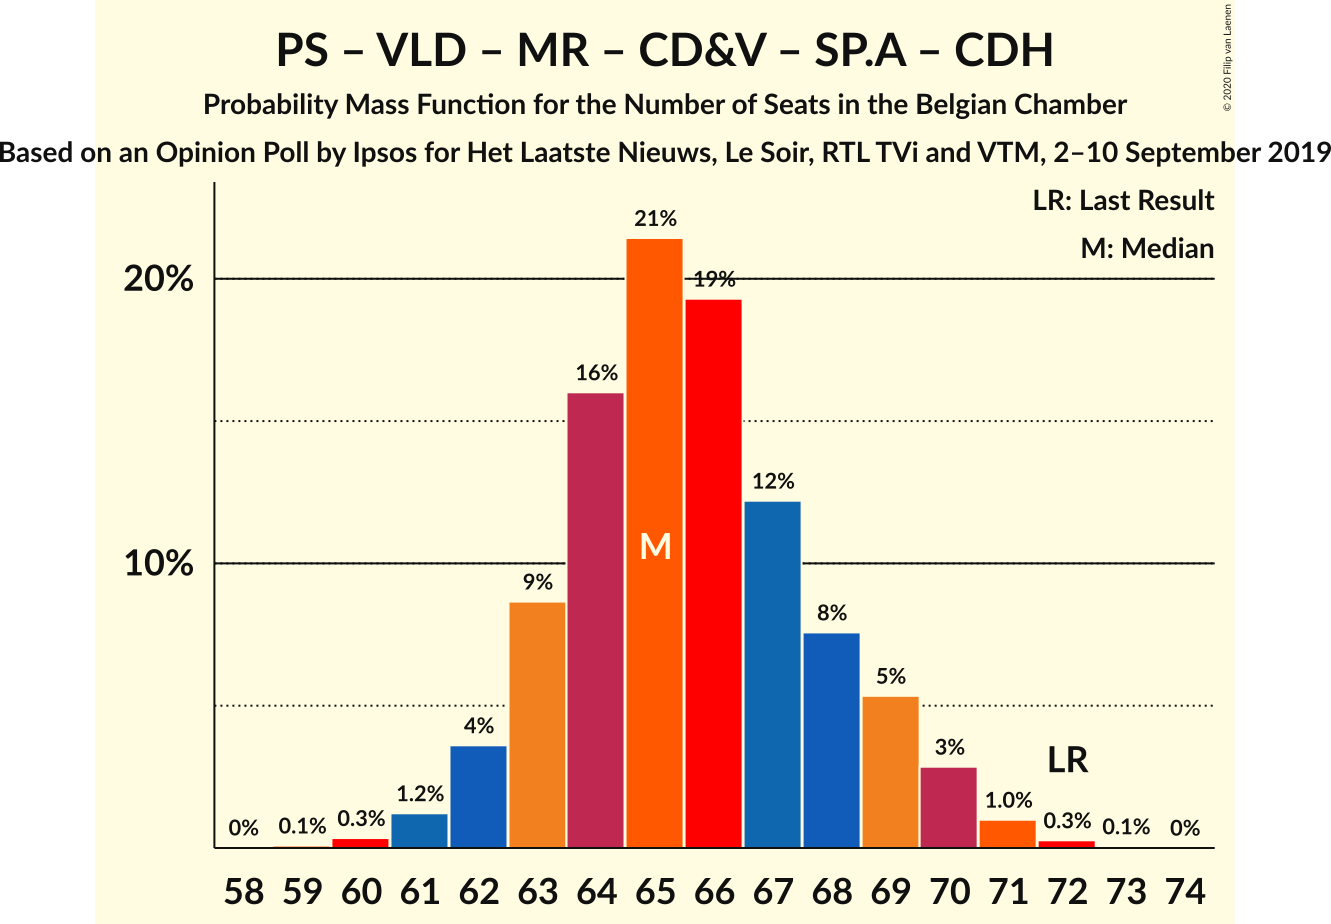 PS – VLD – MR – CD&V – SP.A – CDH
Probability Mass Function for the Number of Seats in the Belgian Chamber
Based on an Opinion Poll by Ipsos for Het Laatste Nieuws, Le Soir, RTL TVi and VTM, 2–10 September 2019
© 2020 Filip van Laenen
LR: Last Result
M: Median
20%
10%
0% 0.1% 0.3% 1.2% 4% 9% 16% 21% 19% 12% 8% 5% 3% 1.0% 0.3% 0.1% 0%
M
LR
58 59 60 61 62 63 64 65 66 67 68 69 70 71 72 73 74